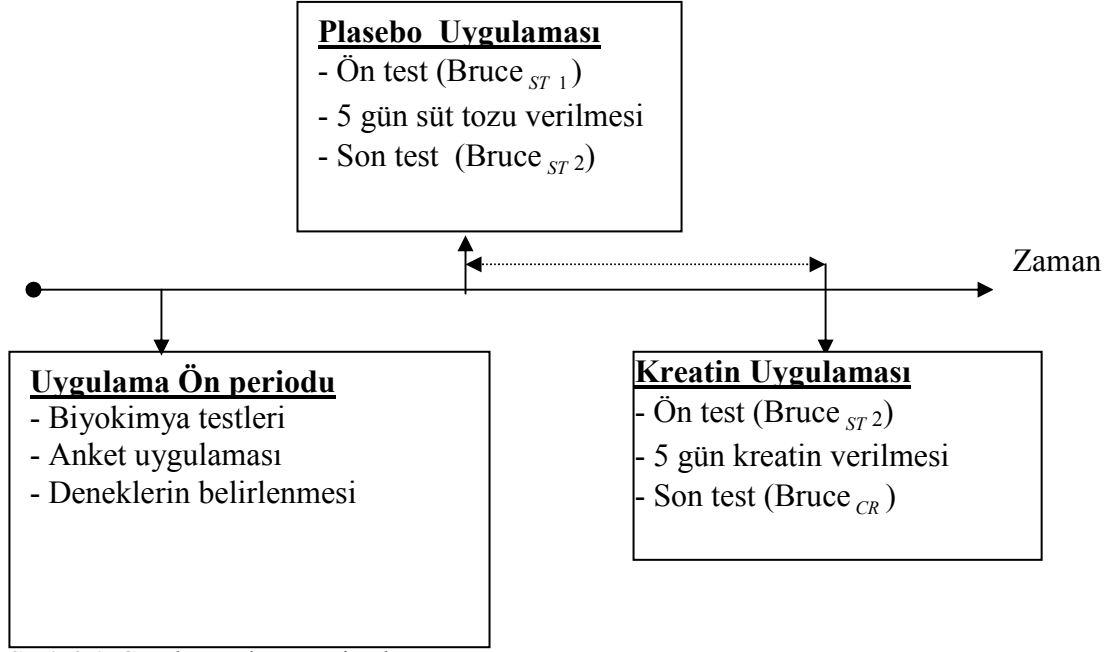 Plasebo Uygulaması
- Ön test (Bruce ST 1)
- 5 gün süt tozu verilmesi
- Son test (Bruce ST 2)
Zaman
Uygulama Ön periodu
- Biyokimya testleri
- Anket uygulaması
- Deneklerin belirlenmesi
Kreatin Uygulaması
- Ön test (Bruce ST 2)
- 5 gün kreatin verilmesi
- Son test (Bruce CR )